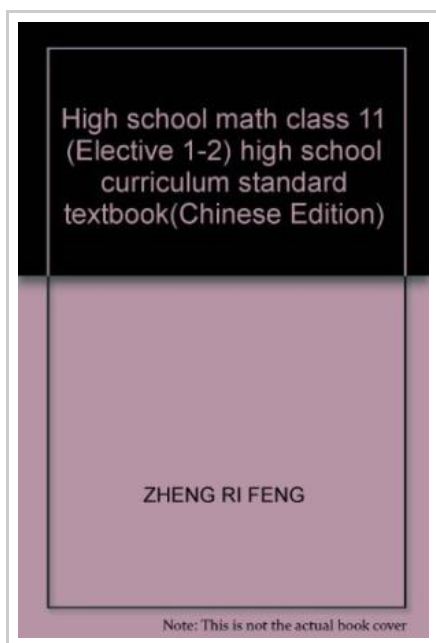 High school math class 11
(Elective 1-2) high school
curriculum standard
textbook(Chinese Edition)
ZHENG RI FENG
Note: This is not the actual book cover